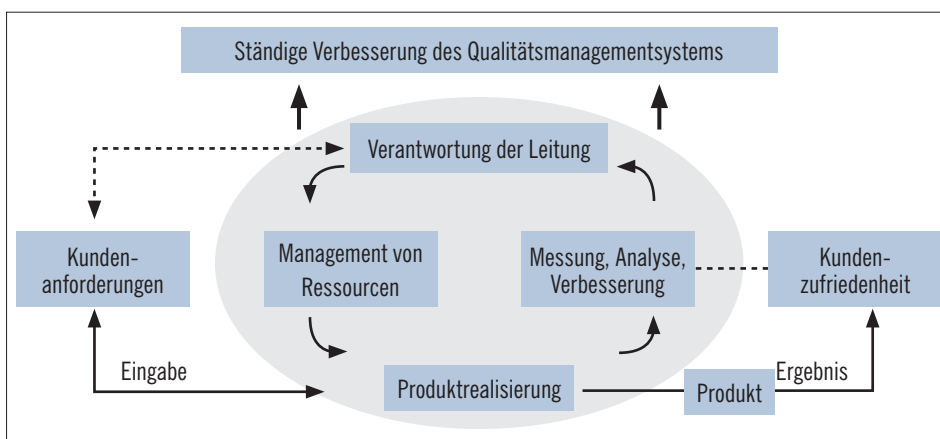 Ständige Verbesserung des Qualitätsmanagementsystems
Verantwortung der Leitung
Kunden-
anforderungen
Management von
Ressourcen
Messung, Analyse,
Verbesserung
Kunden-
zufriedenheit
Eingabe
Produktrealisierung
Produkt
Ergebnis